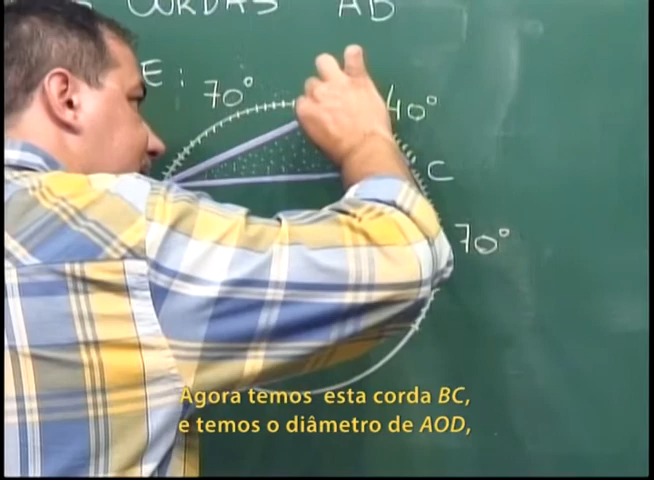 CORDAS AB
E:
70°
40°
C
70°
Agora temos esta corda BC,
e temos o diâmetro de AOD,